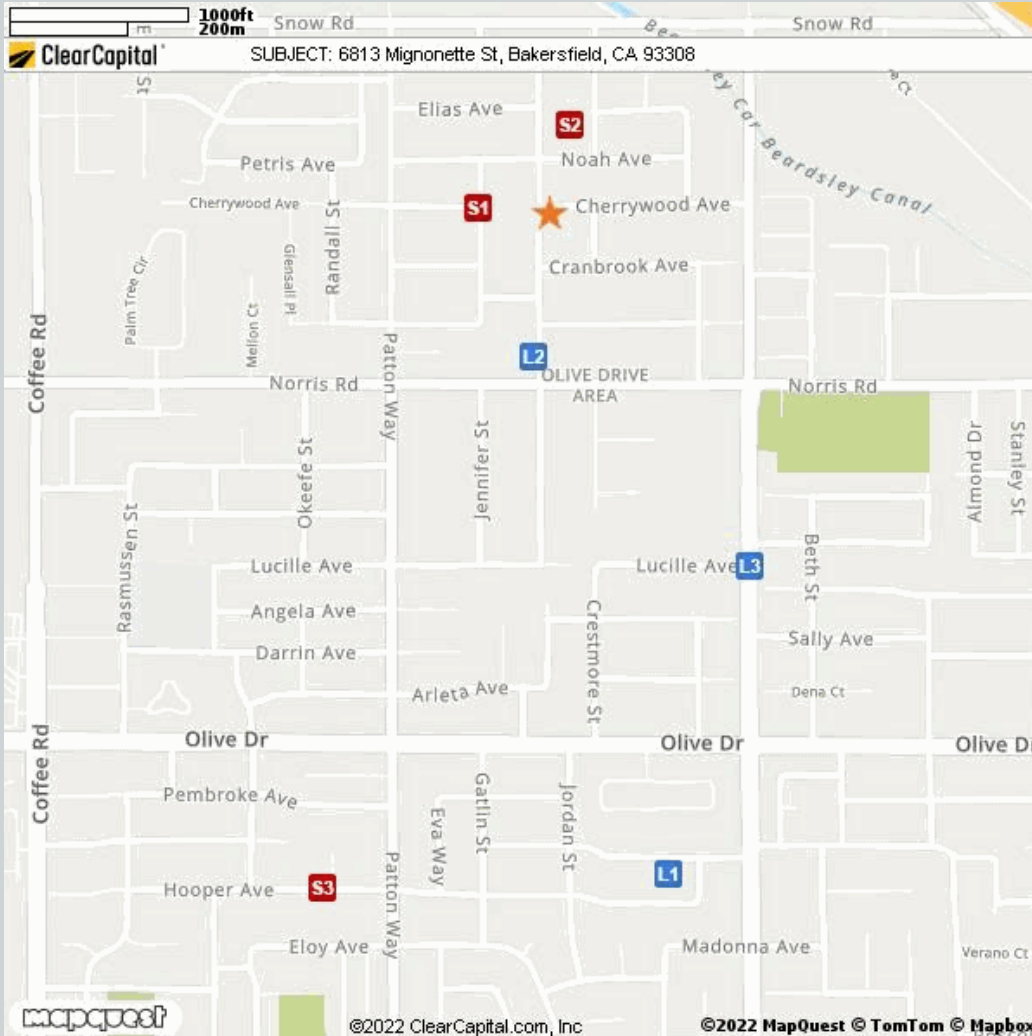 1000ft
200m
Snow Rd
Snow Rd
ClearCapital
SUBJECT: 6813 Mignonette St, Bakersfield, CA 93308
St
Elias Ave
S2
ey Car Beardsley Canal
Petris Ave
Noah Ave
Cherrywood Ave
Randall St
S1
Cherrywood Ave
Glensall Pl
Cranbrook Ave
Palm Tree Cir
Mellon Ct
Coffee Rd
Patton Way
L2
OLIVE DRIVE
AREA
Norris Rd
Norris Rd
Okeefe St
Jennifer St
Almond Dr
Stanley St
Rasmussen St
Lucille Ave
Lucille Ave
L3
Beth St
Angela Ave
Crestmore St
Darrin Ave
Sally Ave
Arleta Ave
Dena Ct
Olive Dr
Olive Dr
Olive D
Coffee Rd
Pembroke Ave
Eva Way
Gatlin St
Jordan St
Patton Way
Hooper Ave
S3
L1
Eloy Ave
Madonna Ave
Verano Ct
mapquest
©2022 ClearCapital.com, Inc
©2022 MapQuest © TomTom © Mapbox